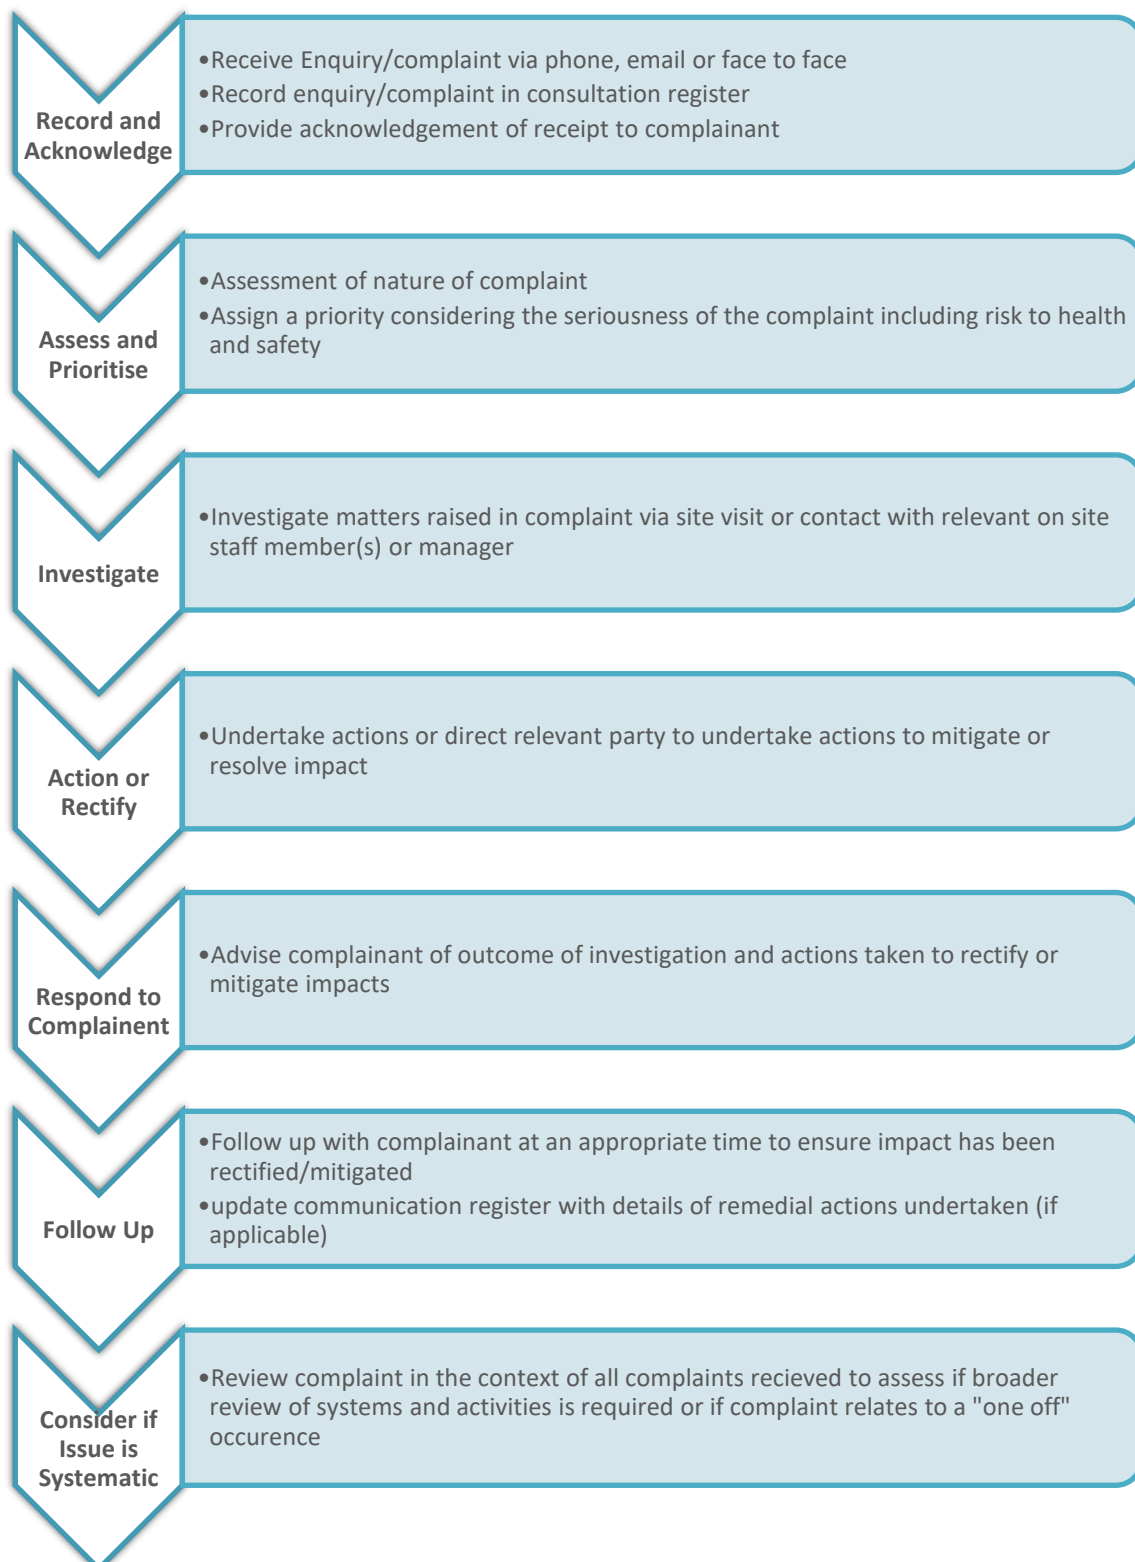 Record and
Acknowledge
•Receive Enquiry/complaint via phone, email or face to face
•Record enquiry/complaint in consultation register
•Provide acknowledgement of receipt to complainant
Assess and
Prioritise
•Assessment of nature of complaint
•Assign a priority considering the seriousness of the complaint including risk to health
and safety
Investigate
•Investigate matters raised in complaint via site visit or contact with relevant on site
staff member(s) or manager
Action or
Rectify
•Undertake actions or direct relevant party to undertake actions to mitigate or
resolve impact
Respond to
Complainent
•Advise complainant of outcome of investigation and actions taken to rectify or
mitigate impacts
Follow Up
•Follow up with complainant at an appropriate time to ensure impact has been
rectified/mitigated
•update communication register with details of remedial actions undertaken (if
applicable)
Consider if
Issue is
Systematic
•Review complaint in the context of all complaints recieved to assess if broader
review of systems and activities is required or if complaint relates to a "one off"
occurence